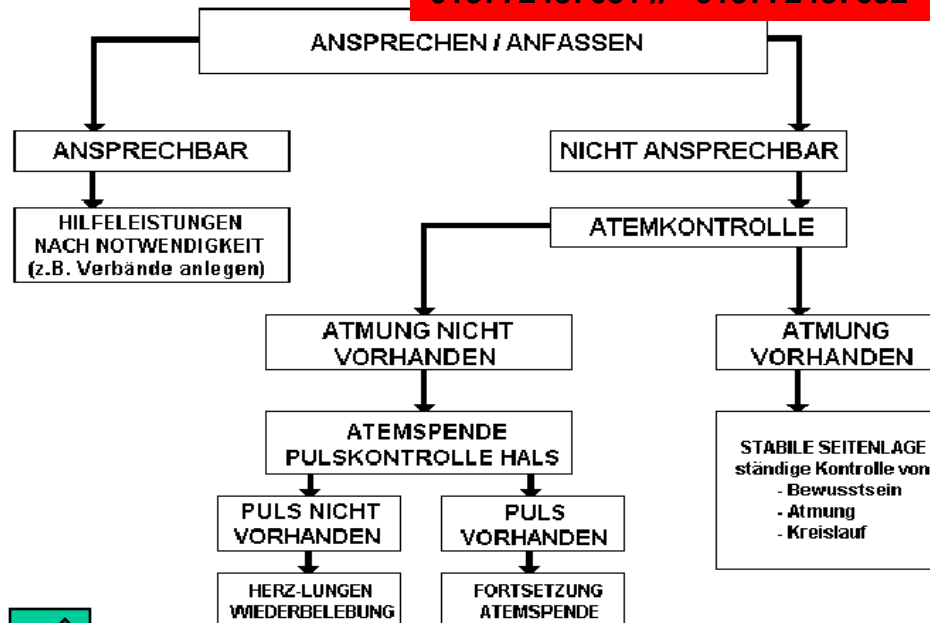 ANSPRECHEN / ANFASSEN
ANSPRECHBAR
NICHT ANSPRECHBAR
HILFELEISTUNGEN
NACH NOTWENDIGKEIT
(z.B. Verbände anlegen)
ATEMKONTROLLE
ATMUNG NICHT
VORHANDEN
ATMUNG
VORHANDEN
ATEMSPENDE
PULSKONTROLLE HALS
STABILE SEITENLAGE
ständige Kontrolle von
- Bewusstsein
- Atmung
- Kreislauf
PULS NICHT
VORHANDEN
PULS
VORHANDEN
HERZ-LUNGEN
WIEDERBELEBUNG
FORTSETZUNG
ATEMSPENDE